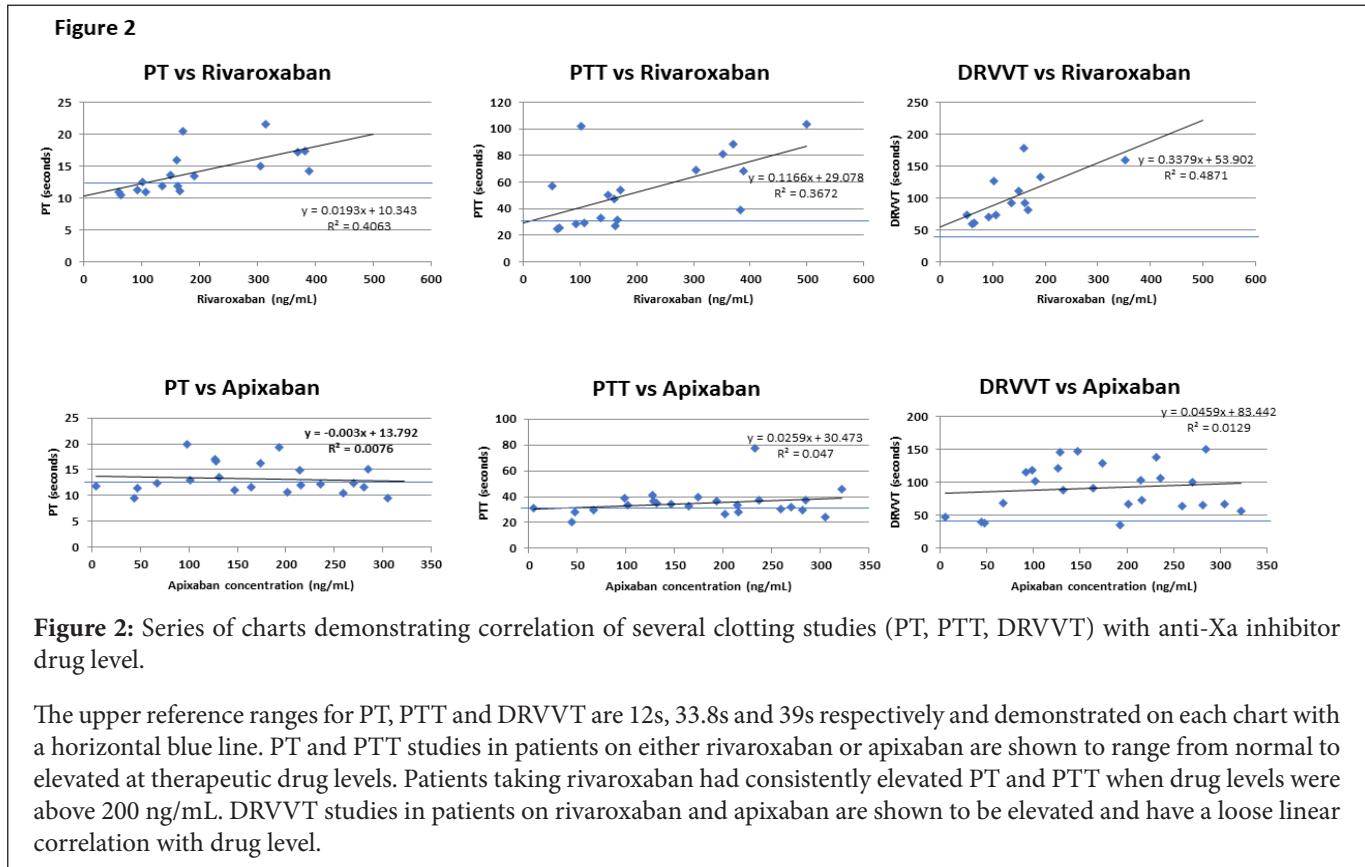 Figure 2
PT vs Rivaroxaban
PT (seconds)
25
20
15
10
5
0
y = 0.0193x + 10.343
R² = 0.4063
0 100 200 300 400 500 600
Rivaroxaban (ng/mL)
PTT vs Rivaroxaban
PTT (seconds)
120
100
80
60
40
20
0
y = 0.1166x + 29.078
R² = 0.3672
0 100 200 300 400 500 600
Rivaroxaban (ng/mL)
DRVVT vs Rivaroxaban
DRVVT (seconds)
250
200
150
100
50
0
y = 0.3379x + 53.902
R² = 0.4871
0 100 200 300 400 500 600
Rivaroxaban (ng/mL)
PT vs Apixaban
PT (seconds)
25
20
15
10
5
0
y = -0.003x + 13.792
R² = 0.0076
0 50 100 150 200 250 300 350
Apixaban concentration (ng/mL)
PTT vs Apixaban
PTT (seconds)
100
80
60
40
20
0
y = 0.0259x + 30.473
R² = 0.047
0 50 100 150 200 250 300 350
Apixaban concentration (ng/mL)
DRVVT vs Apixaban
DRVVT (seconds)
200
150
100
50
0
y = 0.0459x + 83.442
R² = 0.0129
0 50 100 150 200 250 300 350
Apixaban concentration (ng/mL)
Figure 2: Series of charts demonstrating correlation of several clotting studies (PT, PTT, DRVVT) with anti-Xa inhibitor
drug level.
The upper reference ranges for PT, PTT and DRVVT are 12s, 33.8s and 39s respectively and demonstrated on each chart with
a horizontal blue line. PT and PTT studies in patients on either rivaroxaban or apixaban are shown to range from normal to
elevated at therapeutic drug levels. Patients taking rivaroxaban had consistently elevated PT and PTT when drug levels were
above 200 ng/mL. DRVVT studies in patients on rivaroxaban and apixaban are shown to be elevated and have a loose linear
correlation with drug level.